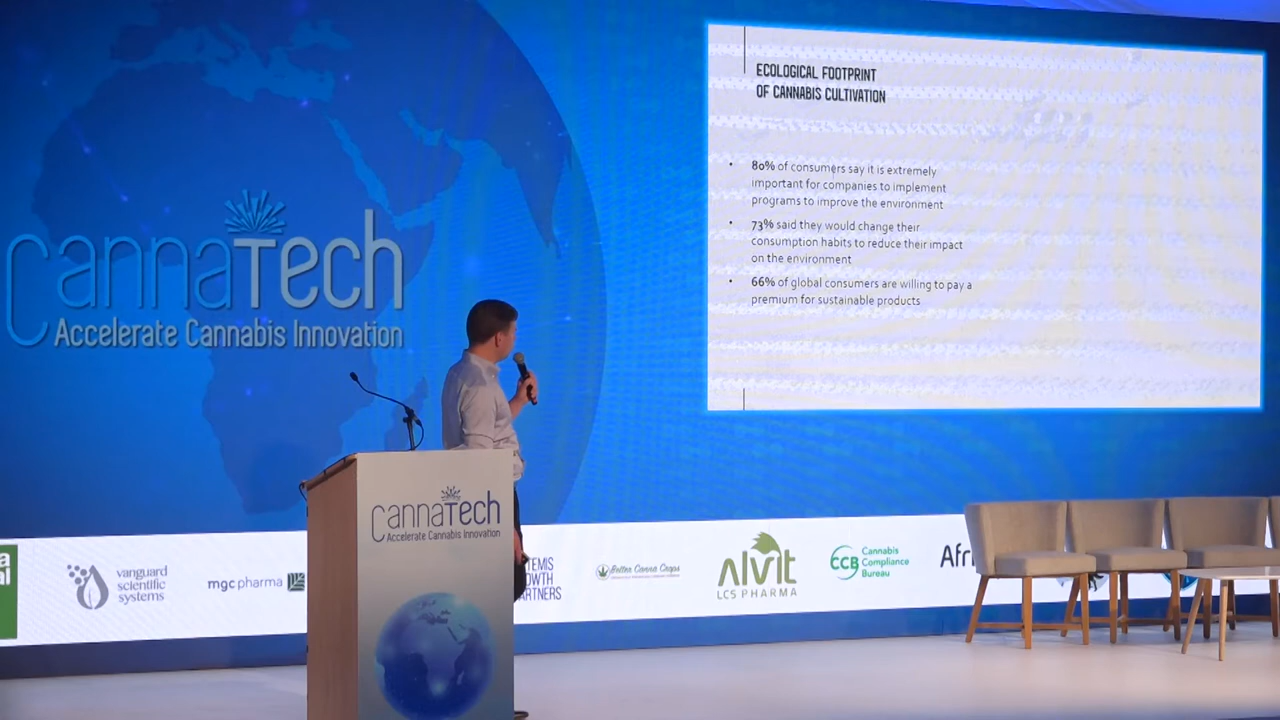 ECOLOGICAL FOOTPRINT
OF CANNABIS CULTIVATION
• 80% of consumers say it is extremely
important for companies to implement
programs to improve the environment
• 73% said they would change their
consumption habits to reduce their impact
on the environment
• 66% of global consumers are willing to pay a
premium for sustainable products
CannaTech
Accelerate Cannabis Innovation
CannaTech
Accelerate Cannabis Innovation
vanguard
scientific
systems
mgc pharma
Better Canna Caps
alvit
LCS PHARMA
CCB
Cannabis
Compliance
Bureau
Afri